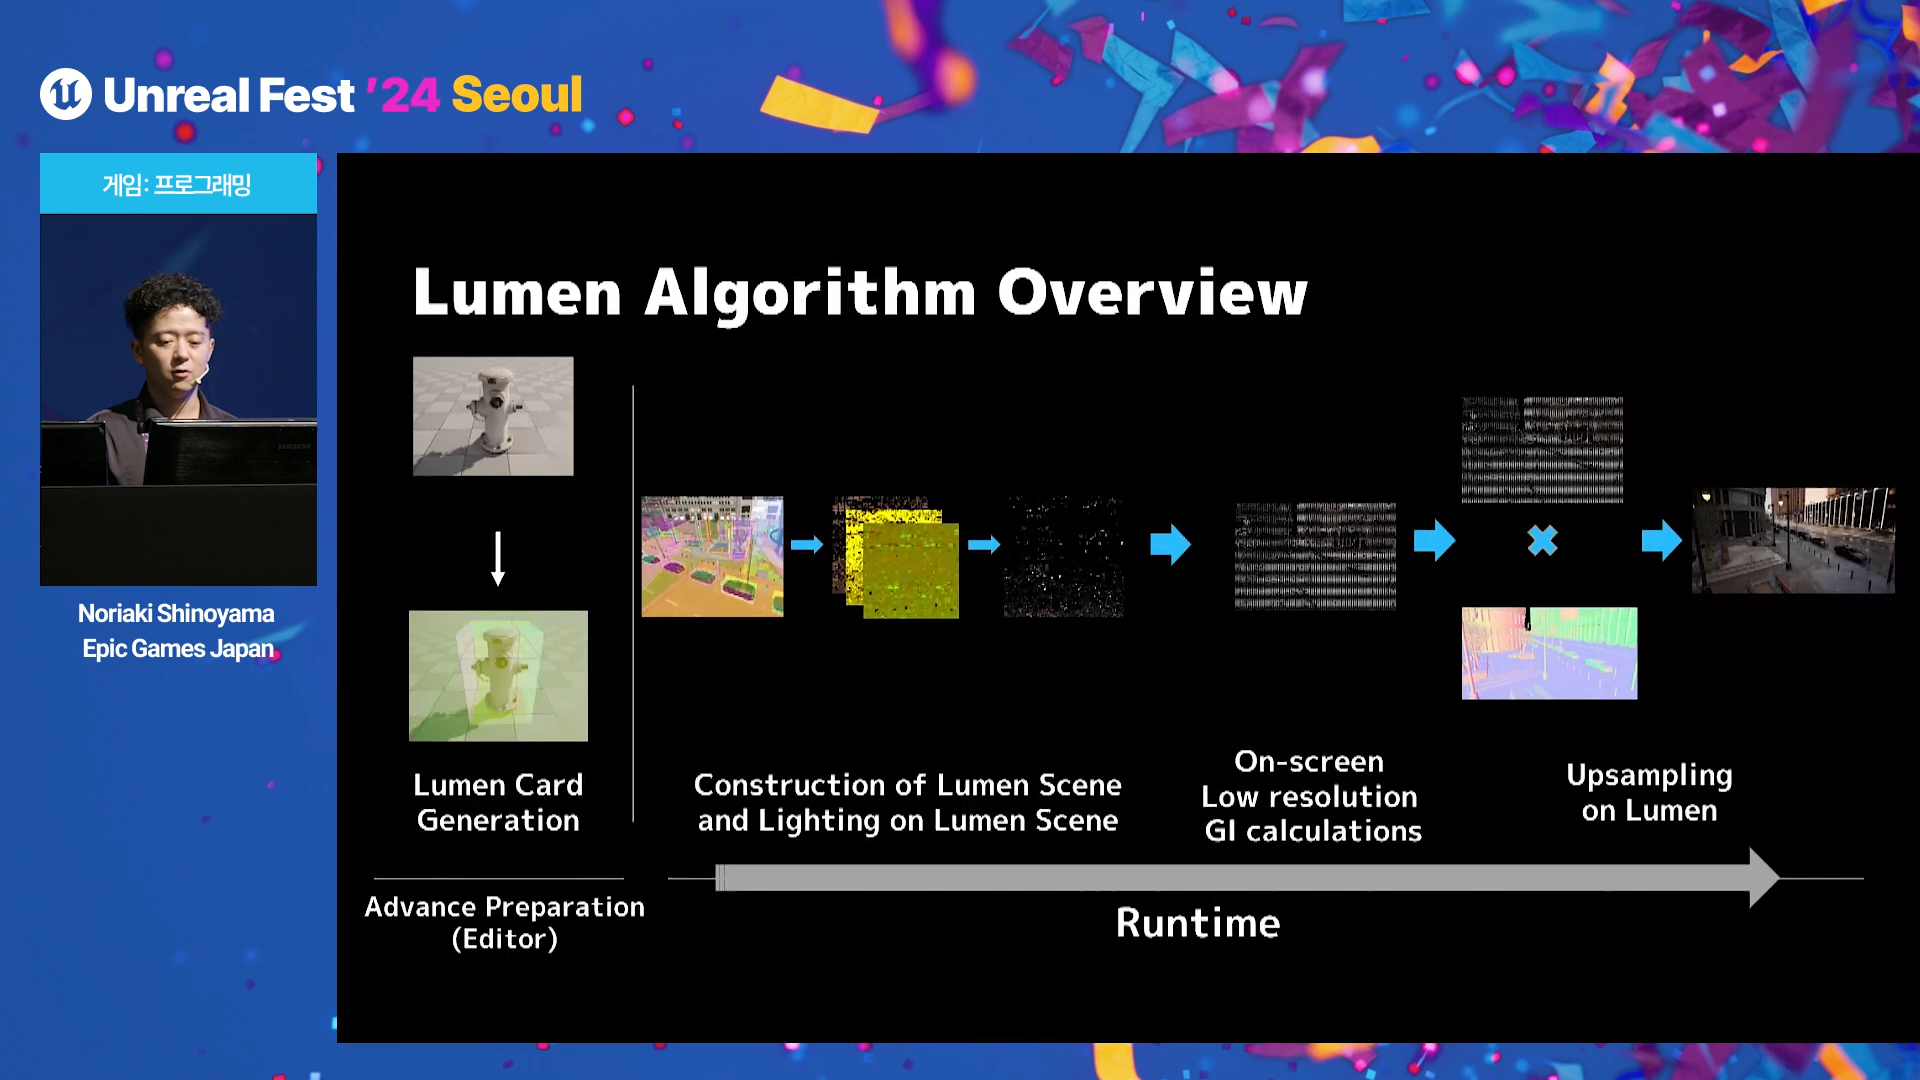 Unreal Fest '24 Seoul
게임: 프로그래밍
SAMSUNG
Noriaki Shinoyama
Epic Games Japan
Lumen Algorithm Overview
Lumen Card
Generation
Construction of Lumen Scene
and Lighting on Lumen Scene
On-screen
Low resolution
GI calculations
Upsampling
on Lumen
Advance Preparation
(Editor)
Runtime